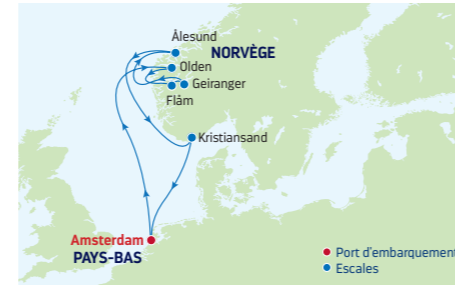 Ålesund
NORVÈGE
Olden
Geiranger
Flåm
Kristiansand
Amsterdam
PAYS-BAS
Port d'embarquement
Escales